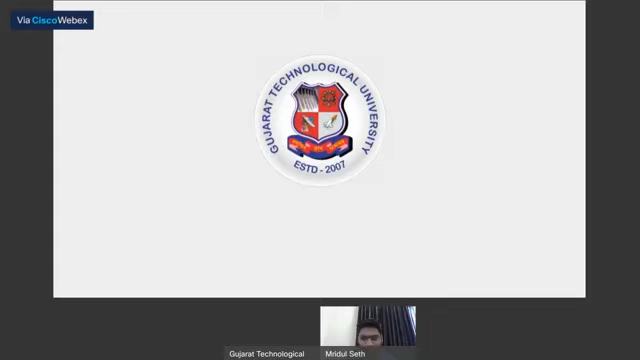 Via CiscoWebex
GUJARAT TECHNOLOGICAL UNIVERSITY
ESTD - 2007
Gujarat Technological
Mridul Seth